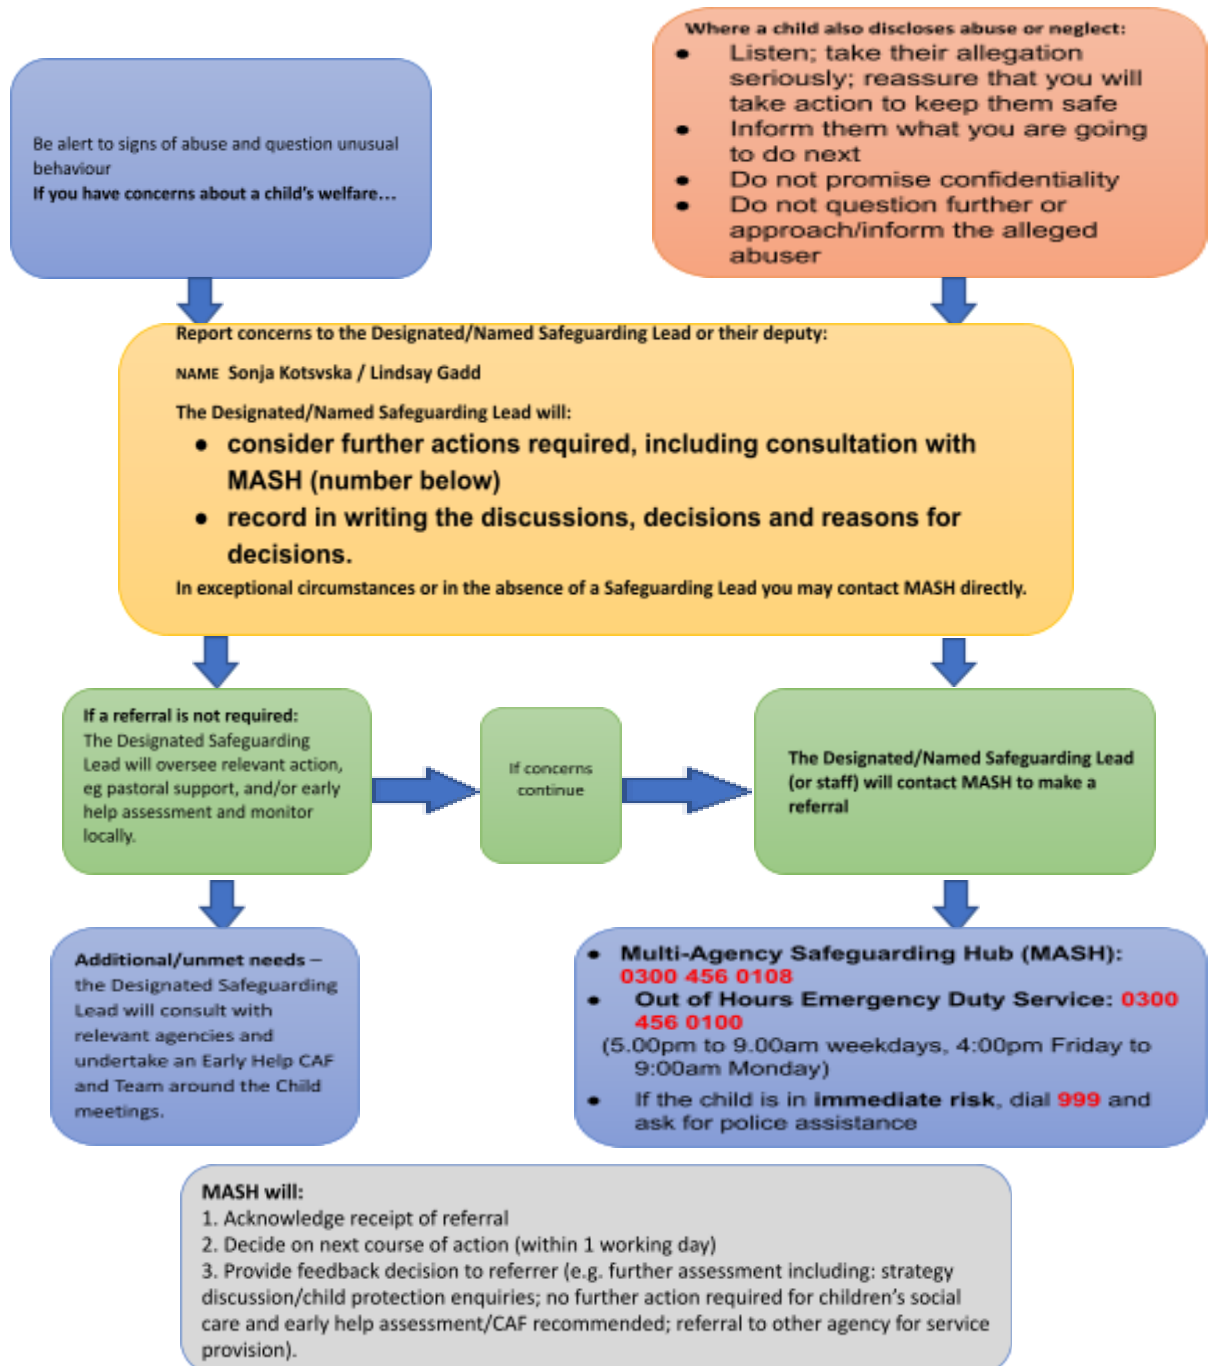 Be alert to signs of abuse and question unusual
behaviour
If you have concerns about a child's welfare…
Where a child also discloses abuse or neglect:
● Listen; take their allegation
seriously; reassure that you will
take action to keep them safe
● Inform them what you are going
to do next
● Do not promise confidentiality
● Do not question further or
approach/inform the alleged
abuser
Report concerns to the Designated/Named Safeguarding Lead or their deputy:
NAME Sonja Kotsvska / Lindsay Gadd
The Designated/Named Safeguarding Lead will:
● consider further actions required, including consultation with
MASH (number below)
● record in writing the discussions, decisions and reasons for
decisions.
In exceptional circumstances or in the absence of a Safeguarding Lead you may contact MASH directly.
If a referral is not required:
The Designated Safeguarding
Lead will oversee relevant action,
eg pastoral support, and/or early
help assessment and monitor
locally.
If concerns
continue
The Designated/Named Safeguarding Lead
(or staff) will contact MASH to make a
referral
Additional/unmet needs –
the Designated Safeguarding
Lead will consult with
relevant agencies and
undertake an Early Help CAF
and Team around the Child
meetings.
● Multi-Agency Safeguarding Hub (MASH):
0300 456 0108
● Out of Hours Emergency Duty Service: 0300
456 0100
(5.00pm to 9.00am weekdays, 4:00pm Friday to
9:00am Monday)
● If the child is in immediate risk, dial 999 and
ask for police assistance
MASH will:
1. Acknowledge receipt of referral
2. Decide on next course of action (within 1 working day)
3. Provide feedback decision to referrer (e.g. further assessment including: strategy
discussion/child protection enquiries; no further action required for children's social
care and early help assessment/CAF recommended; referral to other agency for service
provision).